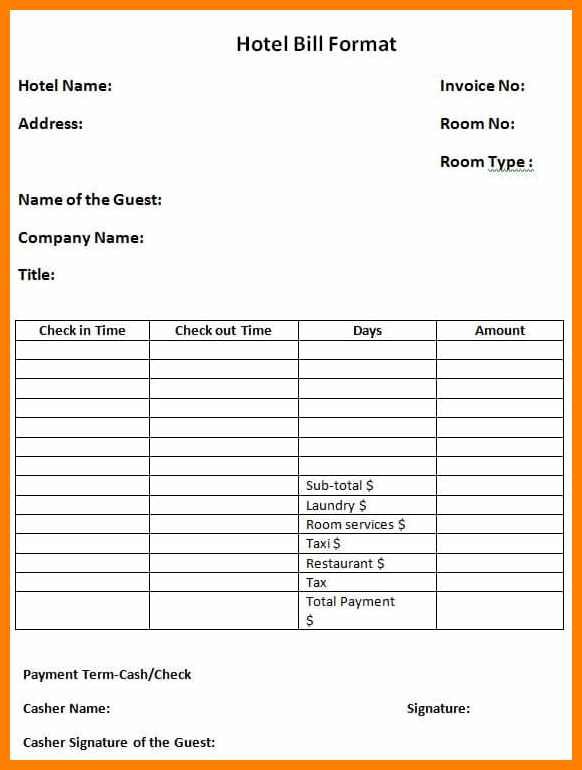 Hotel Bill Format
Hotel Name: Invoice No:
Address: Room No:
Room Type :
Name of the Guest:
Company Name:
Title:
Check in Time Check out Time Days Amount
Sub-total $
Laundry $
Room services $
Taxi $
Restaurant $
Tax
Total Payment
$
Payment Term-Cash/Check
Casher Name: Signature:
Casher Signature of the Guest: